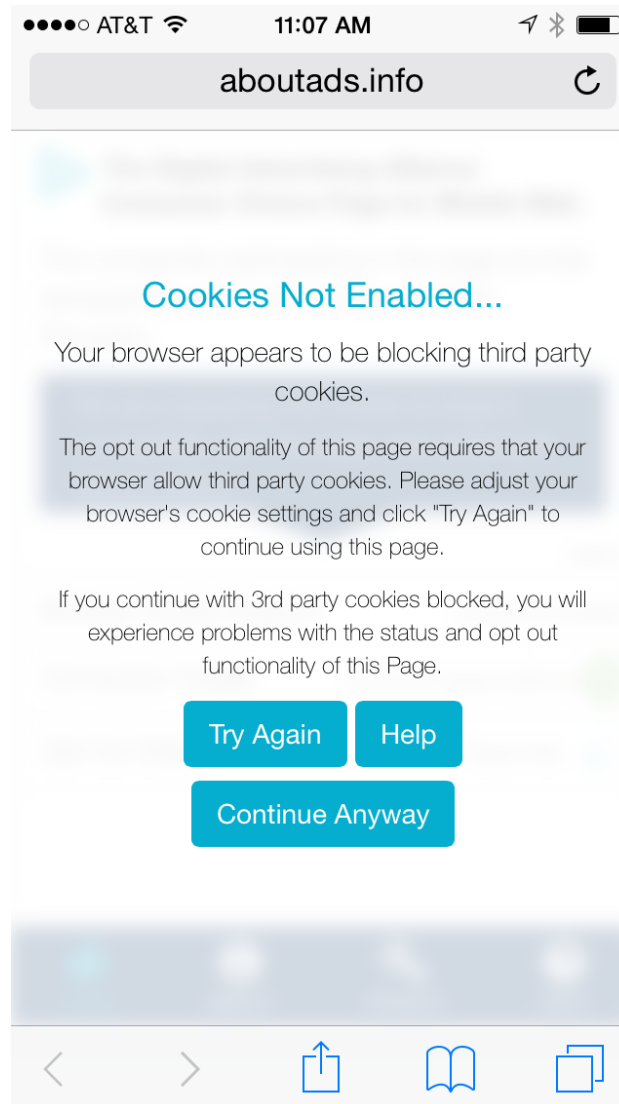 AT&T 11:07 AM
aboutads.info
Cookies Not Enabled...
Your browser appears to be blocking third party
cookies.
The opt out functionality of this page requires that your
browser allow third party cookies. Please adjust your
browser's cookie settings and click "Try Again" to
continue using this page.
If you continue with 3rd party cookies blocked, you will
experience problems with the status and opt out
functionality of this Page.
Try Again Help
Continue Anyway